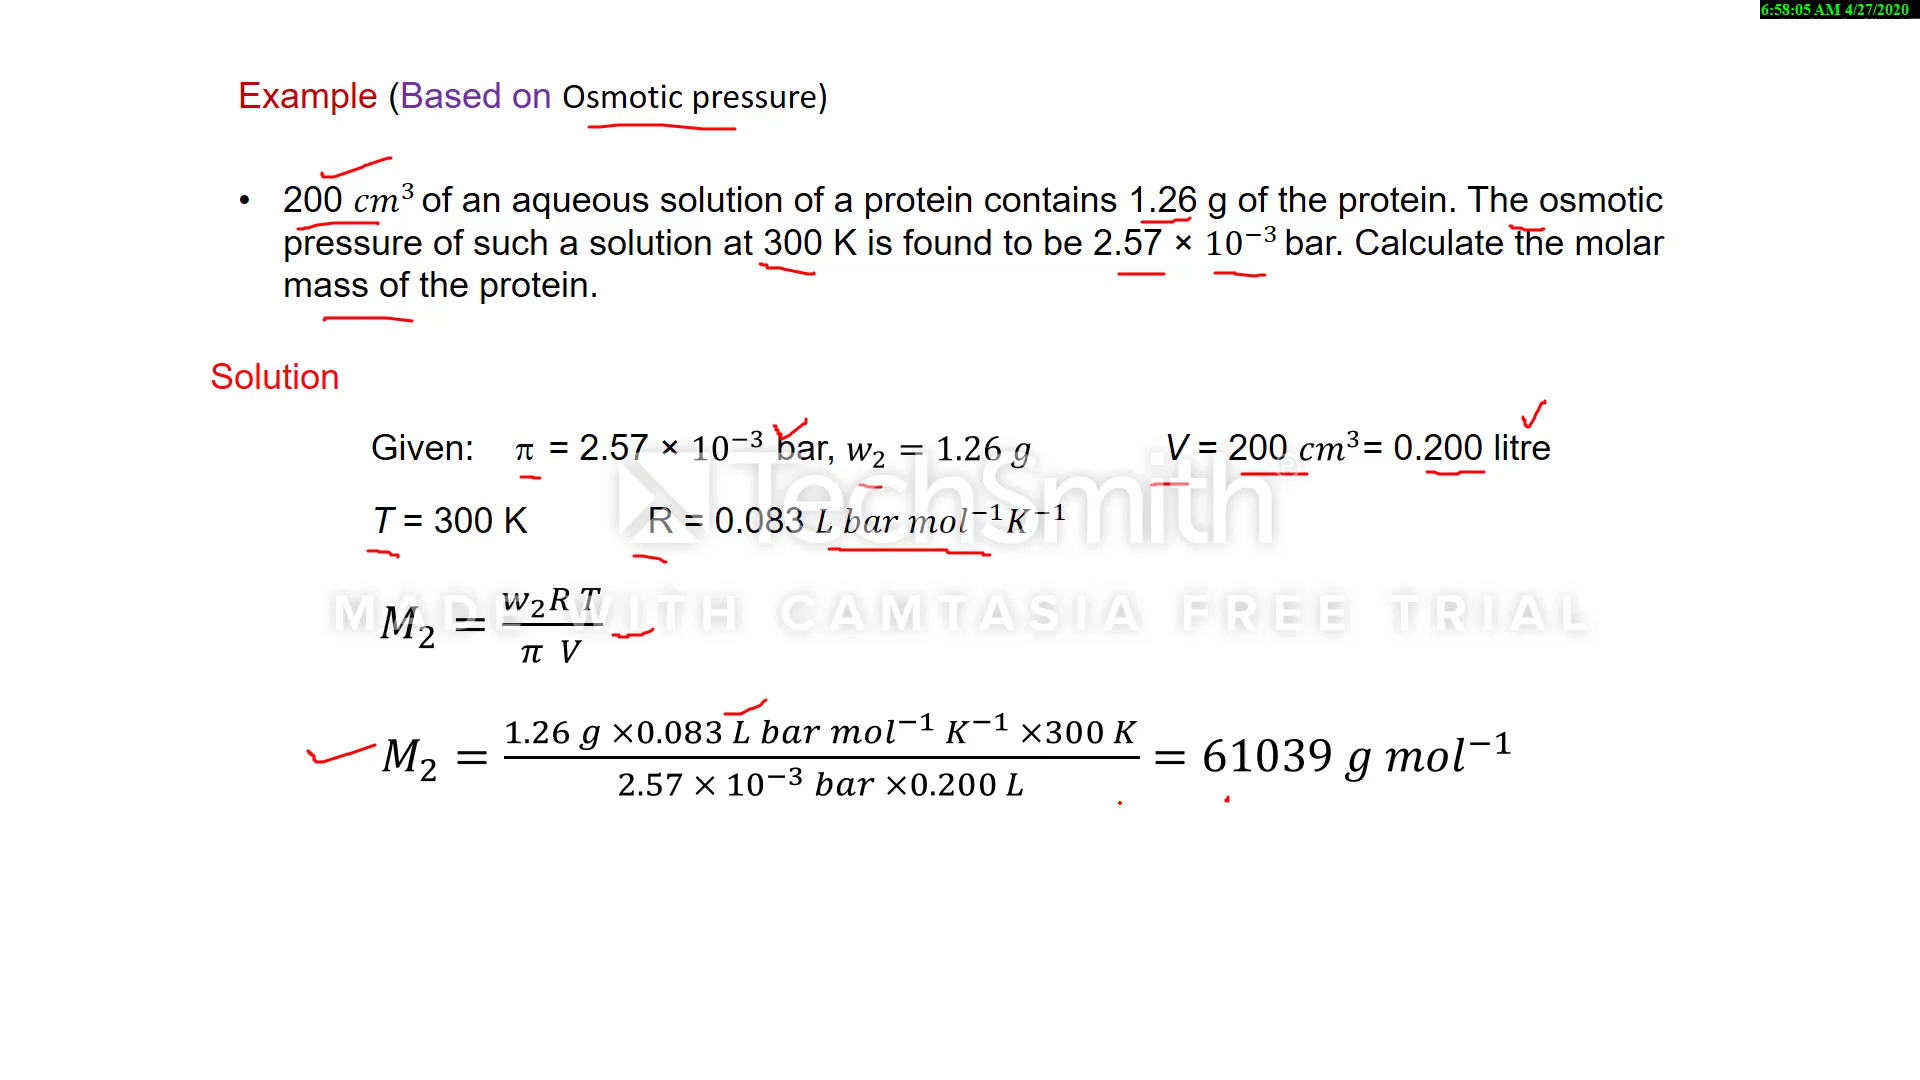 6:58:05 AM 4/27/2020
Example (Based on Osmotic pressure)
• 200 cm³ of an aqueous solution of a protein contains 1.26 g of the protein. The osmotic
pressure of such a solution at 300 K is found to be 2.57 × 10⁻³ bar. Calculate the molar
mass of the protein.
Solution
Given: π = 2.57 × 10⁻³ bar, w₂ = 1.26 g V = 200 cm³= 0.200 litre
TechSmith®
T = 300 K R = 0.083 L bar mol⁻¹K⁻¹
MADE WITH CAMTASIA FREE TRIAL
M₂ = w₂R T / π V
M₂ = 1.26 g ×0.083 L bar mol⁻¹ K⁻¹ ×300 K / 2.57 × 10⁻³ bar ×0.200 L = 61039 g mol⁻¹